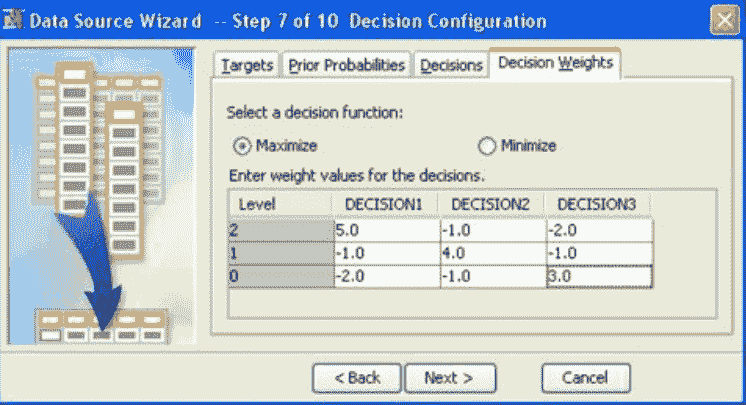 Data Source Wizard -- Step 7 of 10 Decision Configuration
Targets Prior Probabilities Decisions Decision Weights
Select a decision function:
Maximize Minimize
Enter weight values for the decisions.
Level DECISION1 DECISION2 DECISION3
2 5.0 -1.0 -2.0
1 -1.0 4.0 -1.0
0 -2.0 -1.0 3.0
< Back Next > Cancel